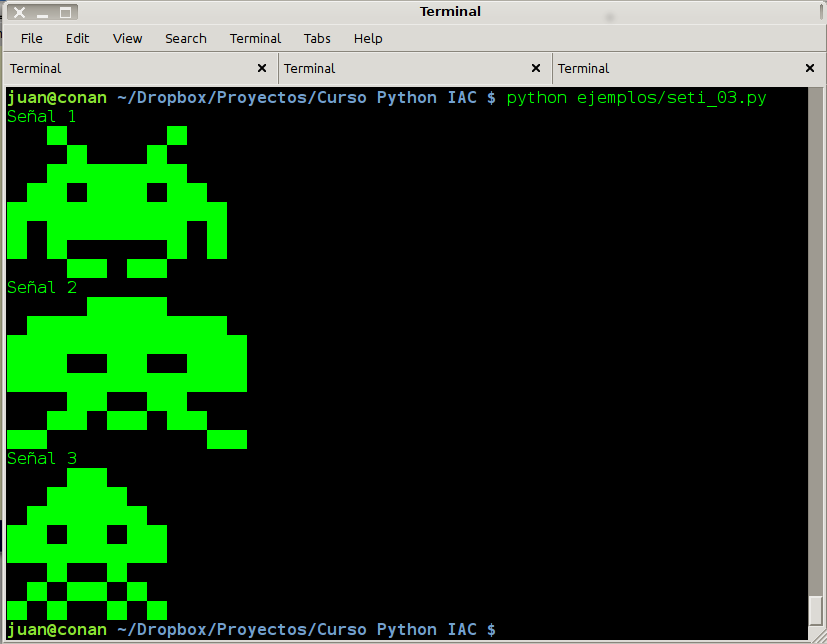 Terminal
File Edit View Search Terminal Tabs Help
Terminal Terminal Terminal
juan@conan ~/Dropbox/Proyectos/Curso Python IAC $ python ejemplos/seti_03.py
Señal 1
Señal 2
Señal 3
juan@conan ~/Dropbox/Proyectos/Curso Python IAC $